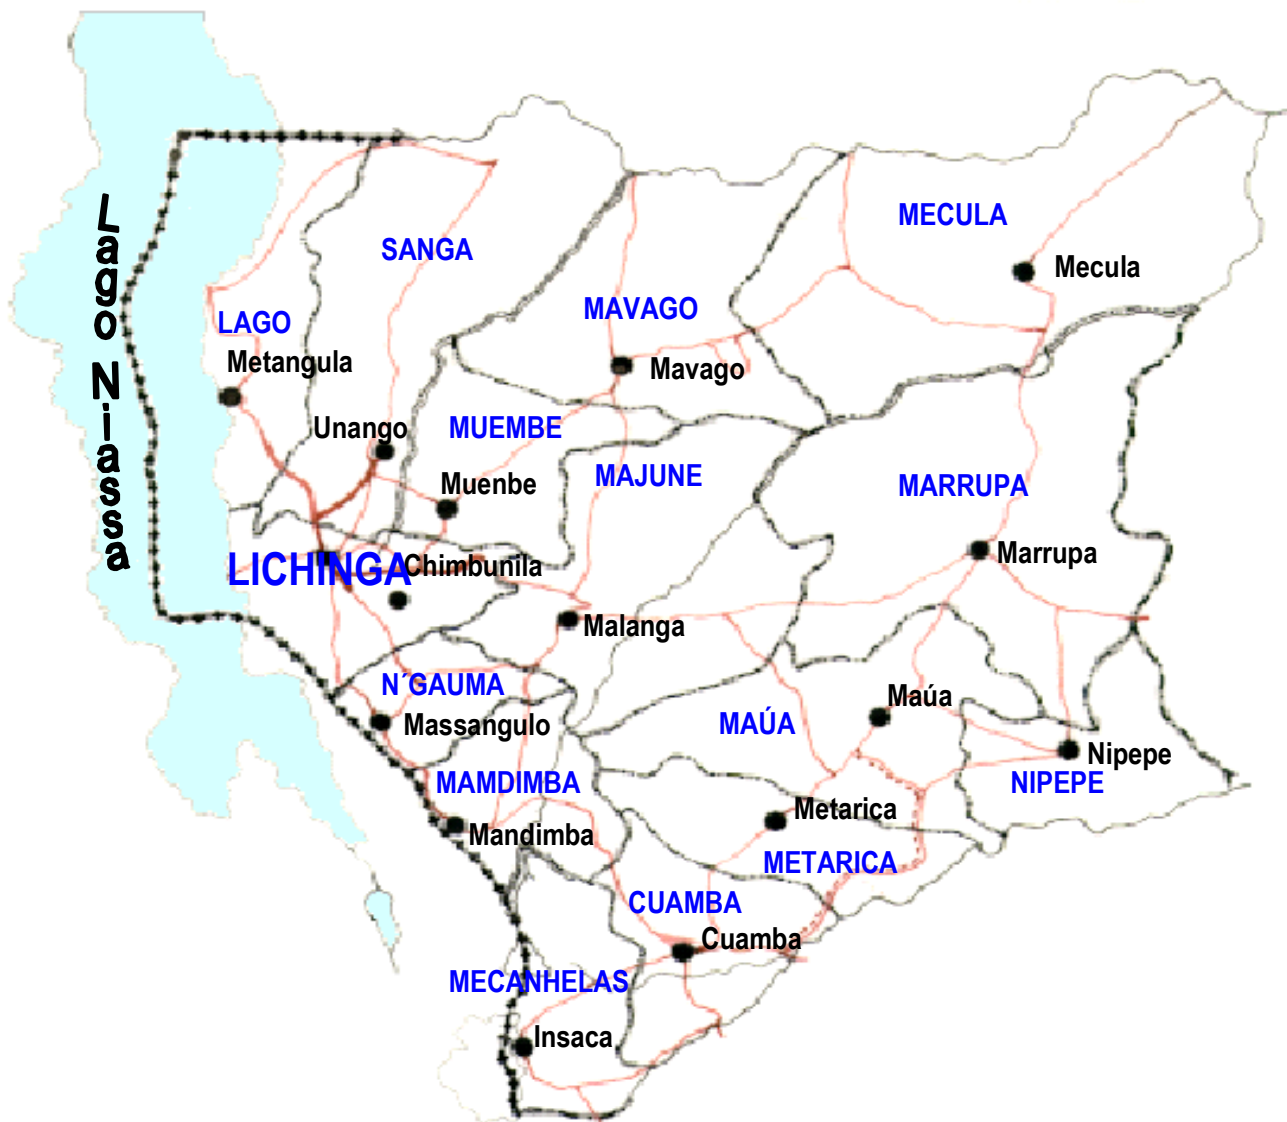 Lago Niassa
MECULA
SANGA
Mecula
MAVAGO
LAGO
Metangula
Mavago
Unango
MUEMBE
MAJUNE
Muenbe
MARRUPA
Marrupa
LICHINGA
Chimbunila
Malanga
N´GAUMA
Maúa
MAÚA
Massangulo
Nipepe
MAMDIMBA
NIPEPE
Metarica
Mandimba
METARICA
CUAMBA
Cuamba
MECANHELAS
Insaca